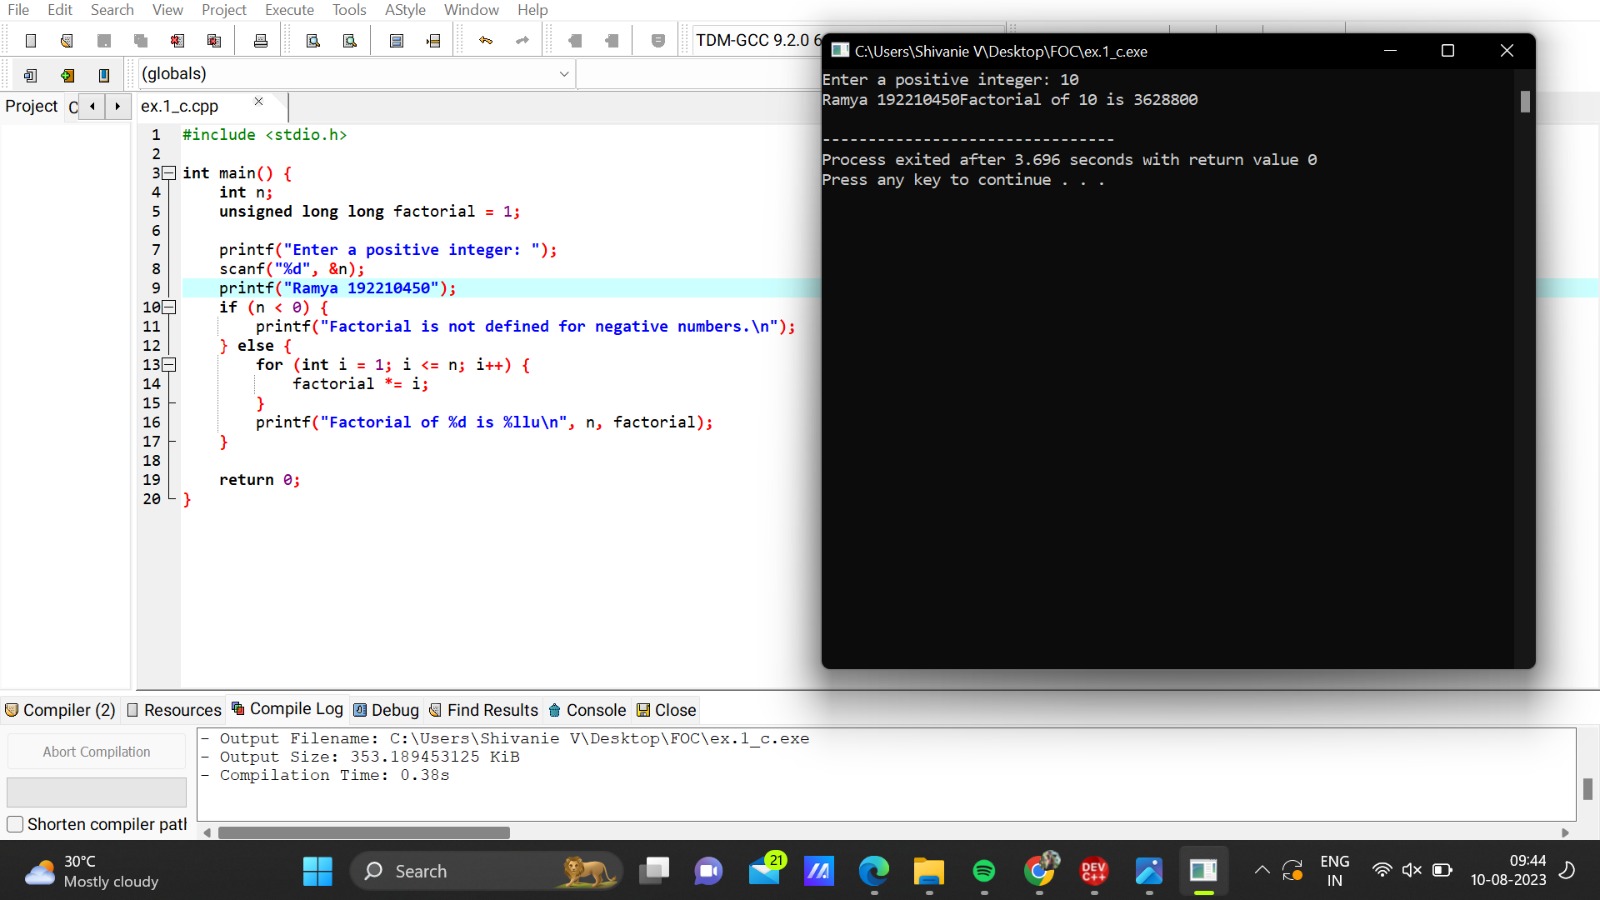 File Edit Search View Project Execute Tools AStyle Window Help
TDM-GCC 9.2.0 6
(globals)
Project C
ex.1_c.cpp
1 #include <stdio.h>
2
3 int main() {
4 int n;
5 unsigned long long factorial = 1;
6
7 printf("Enter a positive integer: ");
8 scanf("%d", &n);
9 printf("Ramya 192210450");
10 if (n < 0) {
11 printf("Factorial is not defined for negative numbers.\n");
12 } else {
13 for (int i = 1; i <= n; i++) {
14 factorial *= i;
15 }
16 printf("Factorial of %d is %llu\n", n, factorial);
17 }
18
19 return 0;
20 }
C:\Users\Shivanie V\Desktop\FOC\ex.1_c.exe
Enter a positive integer: 10
Ramya 192210450Factorial of 10 is 3628800
--------------------------------
Process exited after 3.696 seconds with return value 0
Press any key to continue . . .
Compiler (2) Resources Compile Log Debug Find Results Console Close
Abort Compilation
Shorten compiler path
- Output Filename: C:\Users\Shivanie V\Desktop\FOC\ex.1_c.exe
- Output Size: 353.189453125 KiB
- Compilation Time: 0.38s
30°C
Mostly cloudy
Search
21
DEV
C++
ENG
IN
09:44
10-08-2023